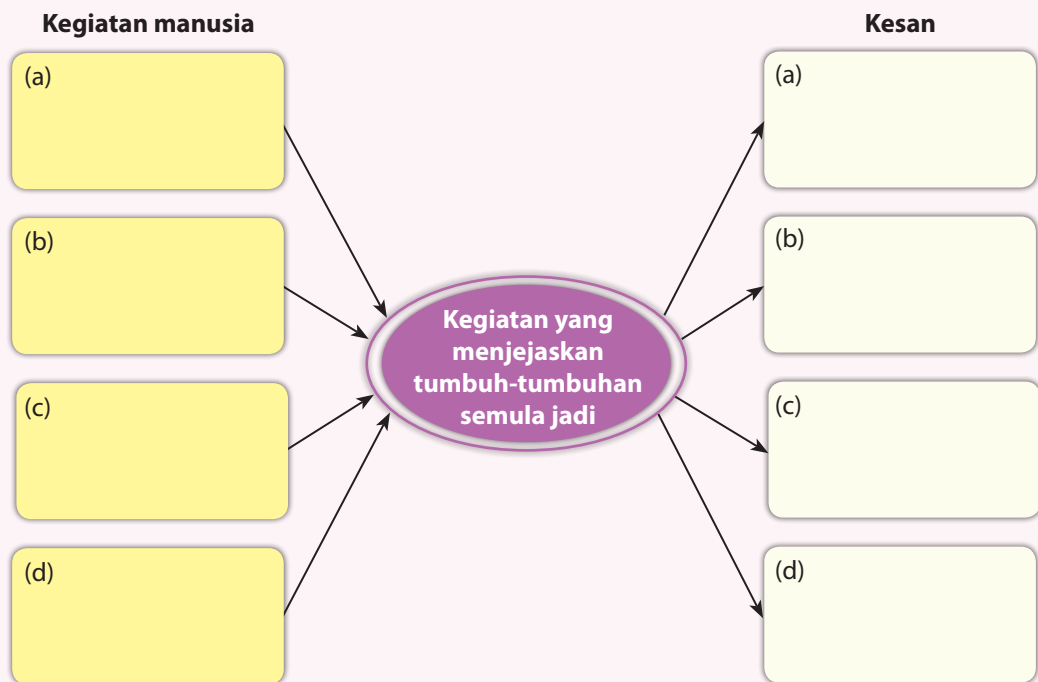 Kegiatan manusia
(a)
(b)
(c)
(d)
Kegiatan yang
menjejaskan
tumbuh-tumbuhan
semula jadi
Kesan
(a)
(b)
(c)
(d)